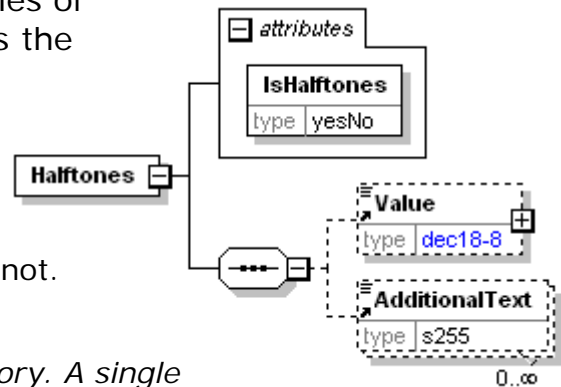 es of
s the
attributes
IsHalftones
type yesNo
Halftones
Value
type dec18-8
not.
AdditionalText
type s255
ory. A single
0..∞